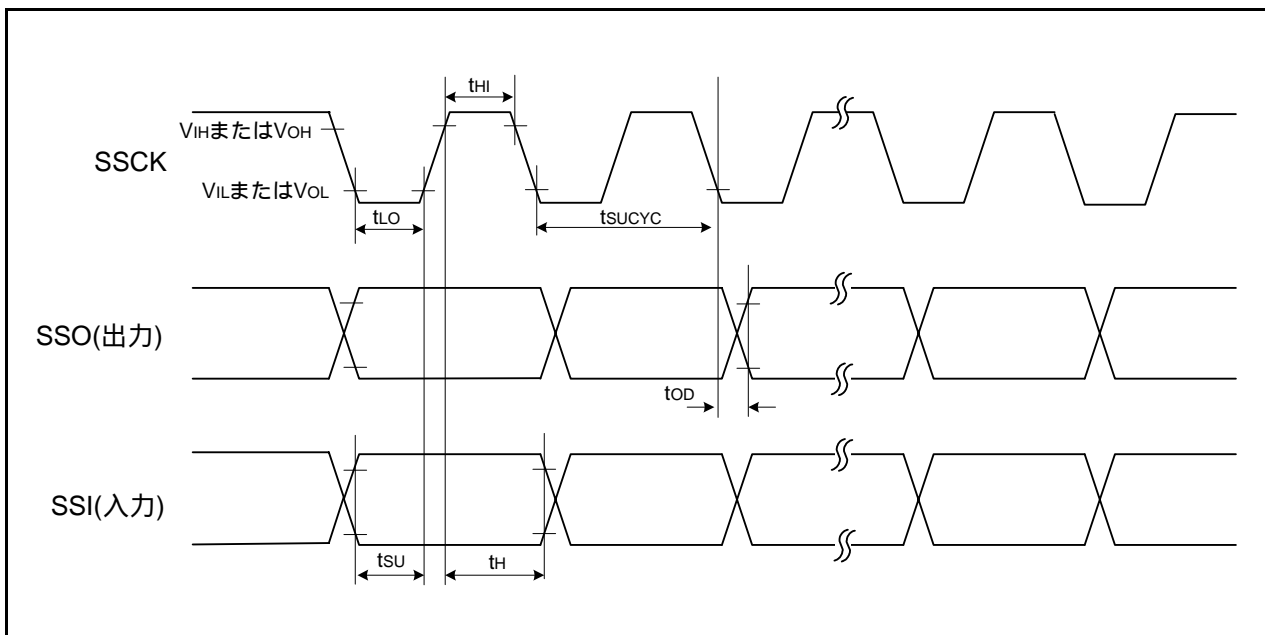 tHI
VIHまたはVOH
SSCK
VILまたはVOL
tLO
tSUCYC
SSO(出力)
tOD
SSI(入力)
tSU
tH